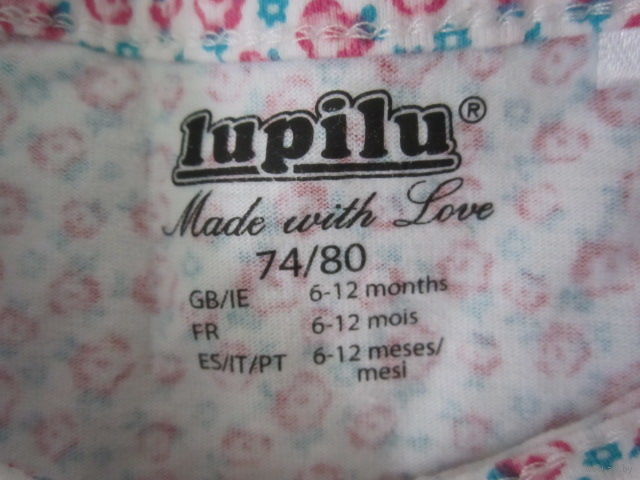 lupilu®
Made with Love
74/80
GB/IE 6-12 months
FR 6-12 mois
ES/IT/PT 6-12 meses/
mesi